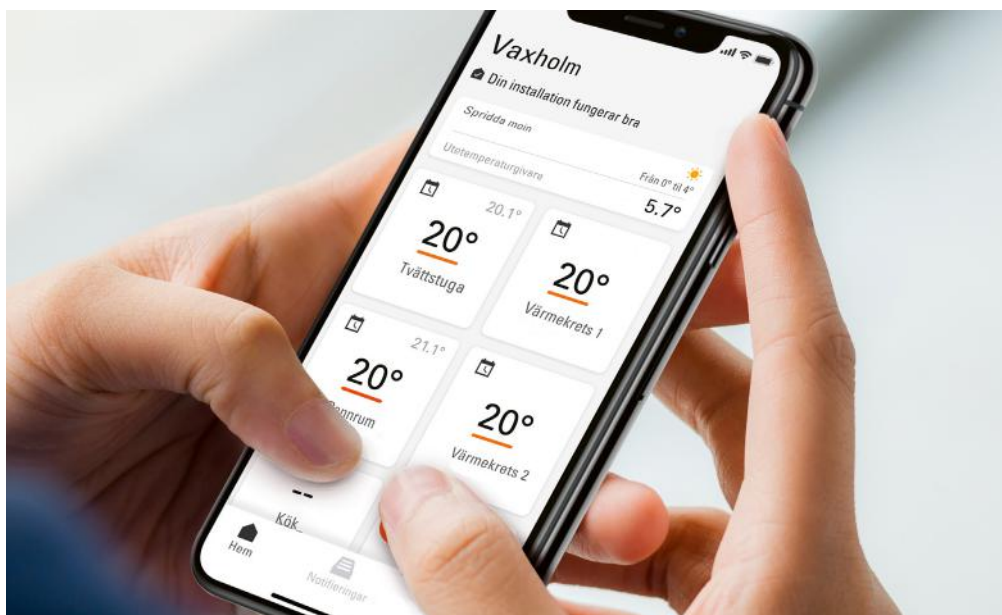 Vaxholm
Din installation fungerar bra
Spridda moln
Från 0° til 4°
Utetemperaturgivare
5.7°
20.1°
20°
Tvättstuga
20°
Värmekrets 1
21.1°
20°
20°
Värmekrets 2
--
Kök
Hem
Notifieringar